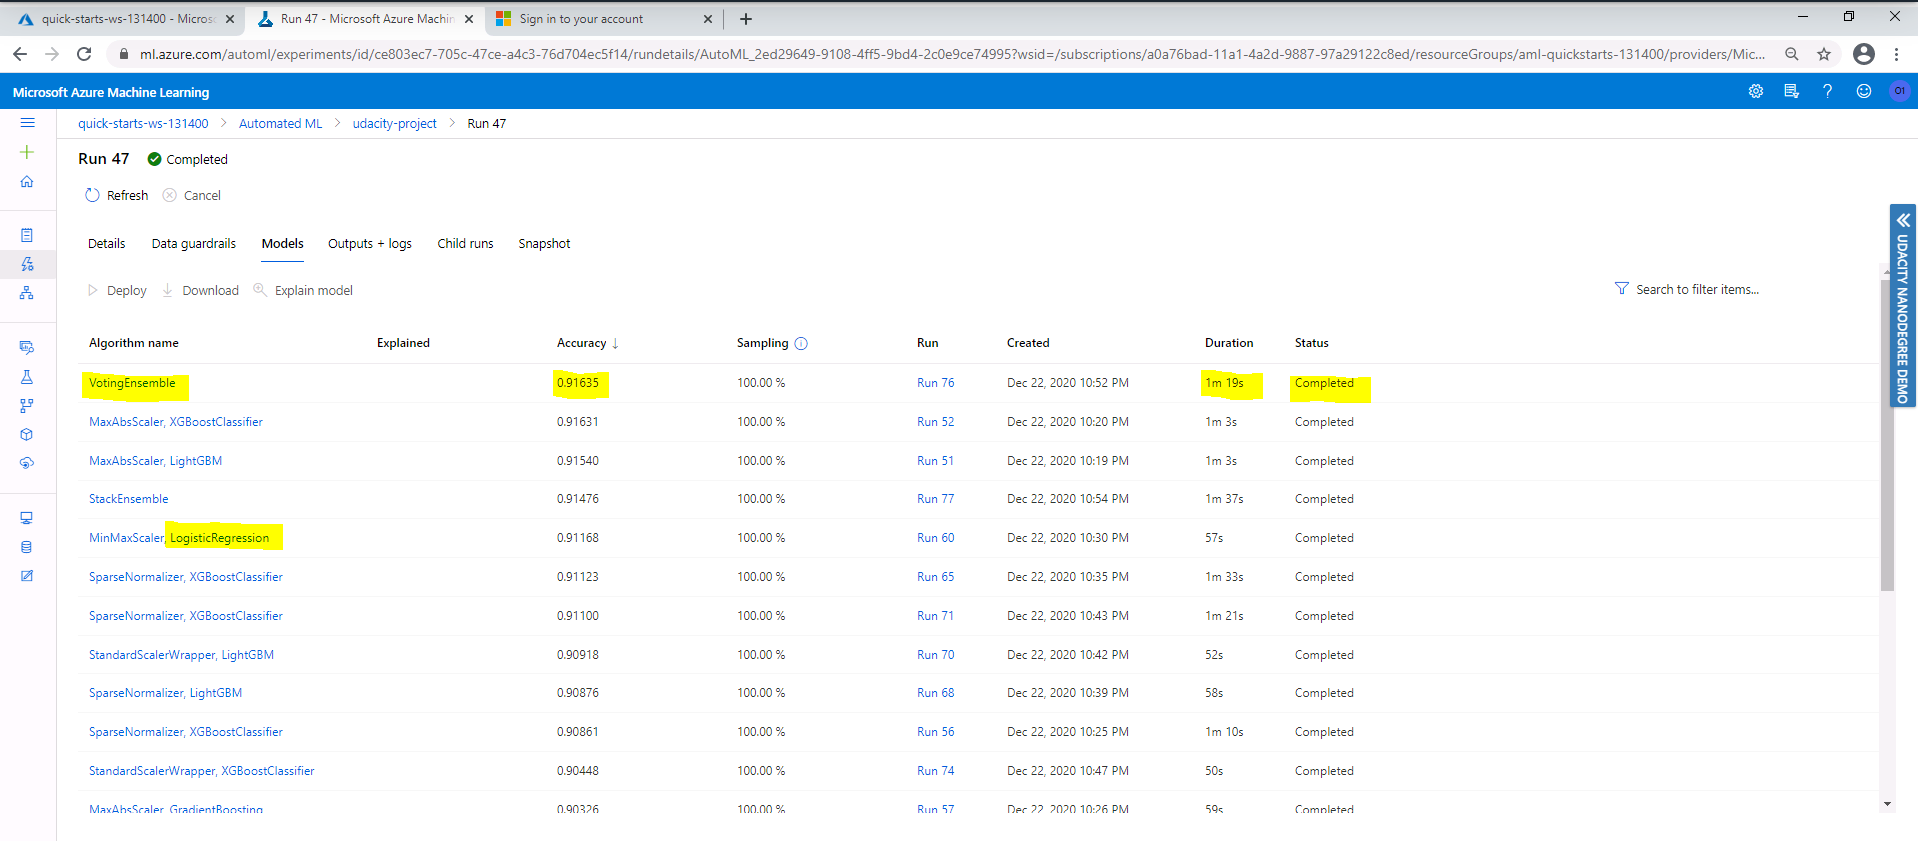 quick-starts-ws-131400 - Micros
Run 47 - Microsoft Azure Machin
Sign in to your account
ml.azure.com/automl/experiments/id/ce803ec7-705c-47ce-a4c3-76d704ec5f14/rundetails/AutoML_2ed29649-9108-4ff5-9bd4-2c0e9ce74995?wsid=/subscriptions/a0a76bad-11a1-4a2d-9887-97a29122c8ed/resourceGroups/aml-quickstarts-131400/providers/Mic...
Microsoft Azure Machine Learning
01
quick-starts-ws-131400 > Automated ML > udacity-project > Run 47
Run 47 Completed
Refresh Cancel
Details Data guardrails Models Outputs + logs Child runs Snapshot
Deploy Download Explain model Search to filter items...
UDACITY NANODEGREE DEMO
Algorithm name Explained Accuracy ↓ Sampling Run Created Duration Status
VotingEnsemble 0.91635 100.00 % Run 76 Dec 22, 2020 10:52 PM 1m 19s Completed
MaxAbsScaler, XGBoostClassifier 0.91631 100.00 % Run 52 Dec 22, 2020 10:20 PM 1m 3s Completed
MaxAbsScaler, LightGBM 0.91540 100.00 % Run 51 Dec 22, 2020 10:19 PM 1m 3s Completed
StackEnsemble 0.91476 100.00 % Run 77 Dec 22, 2020 10:54 PM 1m 37s Completed
MinMaxScaler, LogisticRegression 0.91168 100.00 % Run 60 Dec 22, 2020 10:30 PM 57s Completed
SparseNormalizer, XGBoostClassifier 0.91123 100.00 % Run 65 Dec 22, 2020 10:35 PM 1m 33s Completed
SparseNormalizer, XGBoostClassifier 0.91100 100.00 % Run 71 Dec 22, 2020 10:43 PM 1m 21s Completed
StandardScalerWrapper, LightGBM 0.90918 100.00 % Run 70 Dec 22, 2020 10:42 PM 52s Completed
SparseNormalizer, LightGBM 0.90876 100.00 % Run 68 Dec 22, 2020 10:39 PM 58s Completed
SparseNormalizer, XGBoostClassifier 0.90861 100.00 % Run 56 Dec 22, 2020 10:25 PM 1m 10s Completed
StandardScalerWrapper, XGBoostClassifier 0.90448 100.00 % Run 74 Dec 22, 2020 10:47 PM 50s Completed
MaxAbsScaler, GradientBoosting 0.90326 100.00 % Run 57 Dec 22, 2020 10:26 PM 59s Completed